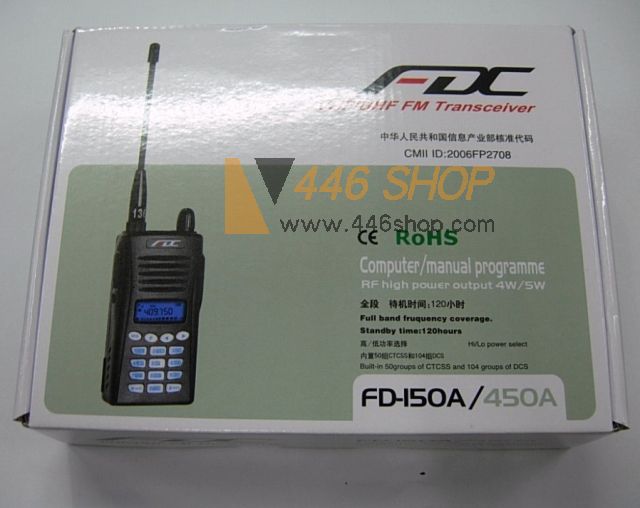 FDC
UHF FM Transceiver
中华人民共和国信息产业部核准代码
CMII ID:2006FP2708
446 SHOP
www.446shop.com
CE RoHS
Computer/manual programme
RF high power output 4W/5W
全段 待机时间:120小时
Full band fruquency coverage.
Standby time:120hours
高/低功率选择 Hi/Lo power select
内置50组CTCSS和104组DCS
Built-in 50groups of CTCSS and 104 groups of DCS
FD-150A/450A
136
FDC
409.750